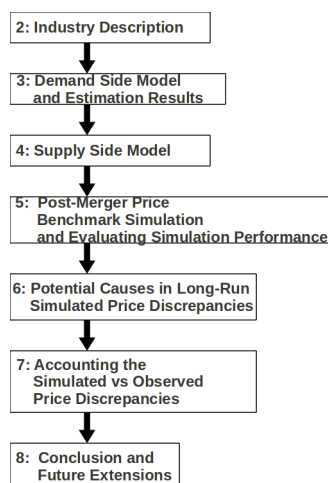 2: Industry Description
3: Demand Side Model
and Estimation Results
4: Supply Side Model
5: Post-Merger Price
Benchmark Simulation
and Evaluating Simulation Performance
6: Potential Causes in Long-Run
Simulated Price Discrepancies
7: Accounting the
Simulated vs Observed
Price Discrepancies
8: Conclusion and
Future Extensions